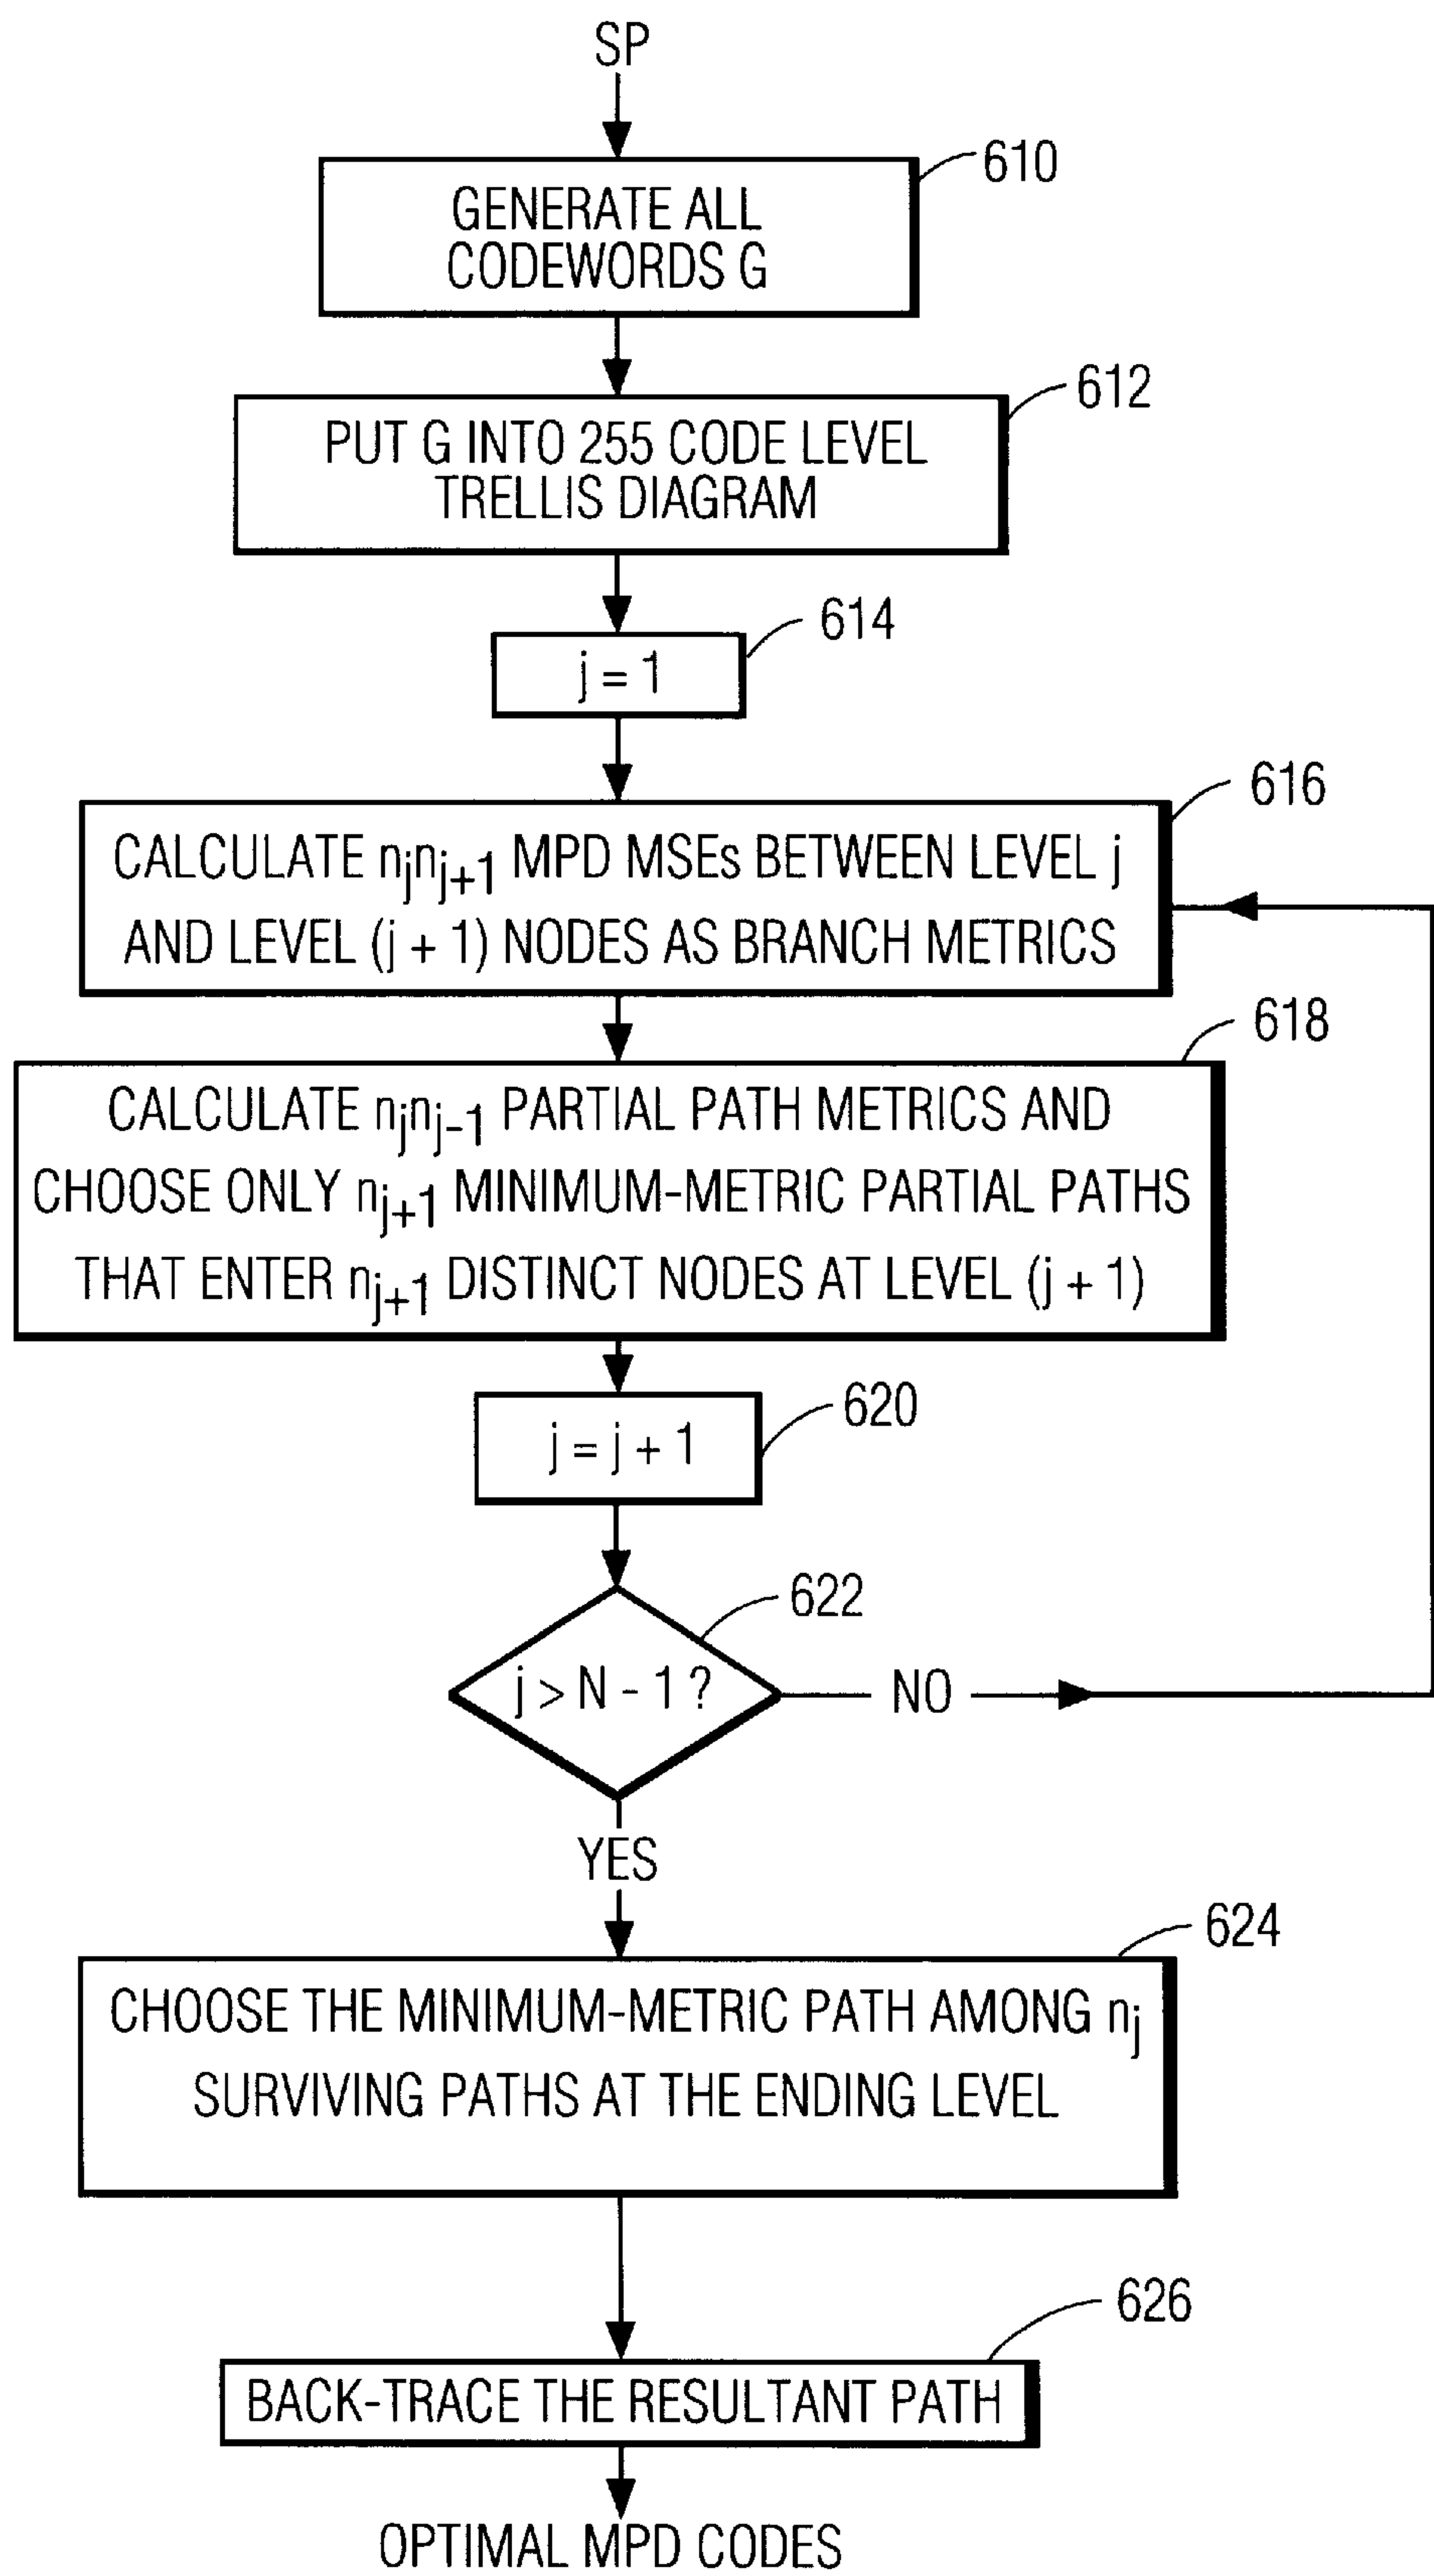 SP
610
GENERATE ALL
CODEWORDS G
612
PUT G INTO 255 CODE LEVEL
TRELLIS DIAGRAM
614
j = 1
616
CALCULATE njnj+1 MPD MSEs BETWEEN LEVEL j
AND LEVEL (j + 1) NODES AS BRANCH METRICS
618
CALCULATE njnj-1 PARTIAL PATH METRICS AND
CHOOSE ONLY nj+1 MINIMUM-METRIC PARTIAL PATHS
THAT ENTER nj+1 DISTINCT NODES AT LEVEL (j + 1)
620
j = j + 1
622
j > N - 1 ?
NO
YES
624
CHOOSE THE MINIMUM-METRIC PATH AMONG nj
SURVIVING PATHS AT THE ENDING LEVEL
626
BACK-TRACE THE RESULTANT PATH
OPTIMAL MPD CODES